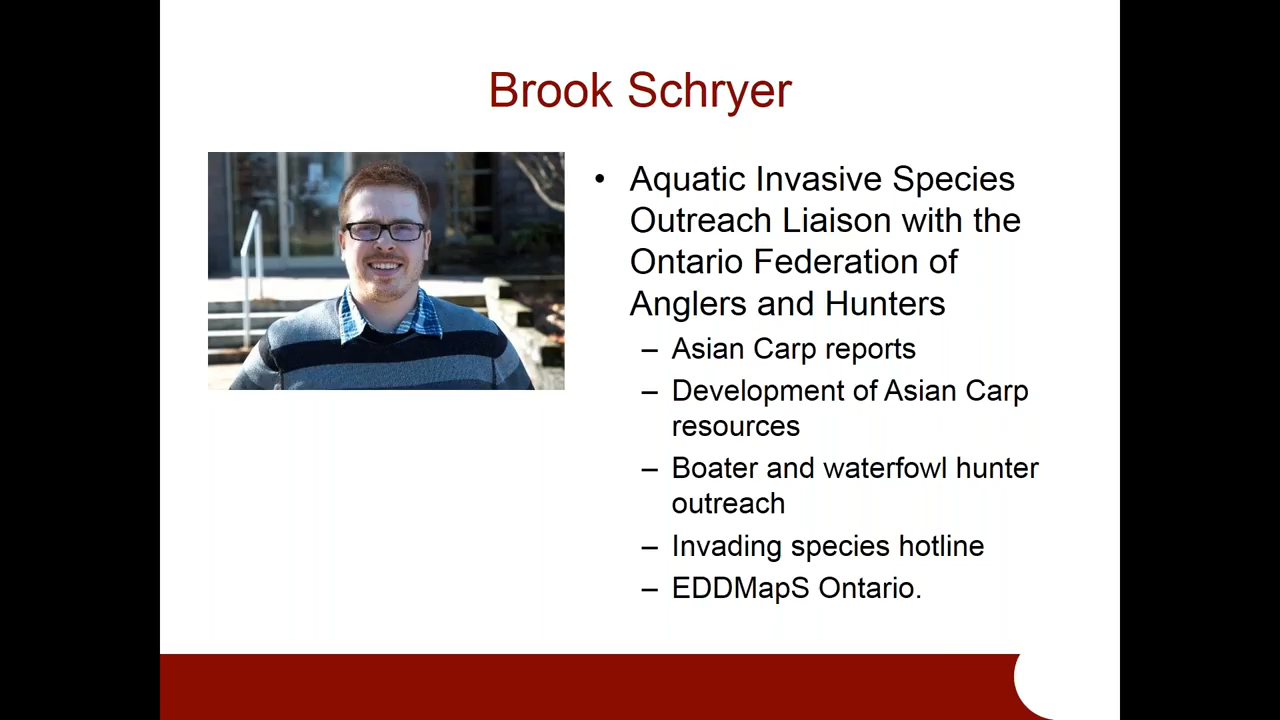 Brook Schryer
• Aquatic Invasive Species
Outreach Liaison with the
Ontario Federation of
Anglers and Hunters
– Asian Carp reports
– Development of Asian Carp
resources
– Boater and waterfowl hunter
outreach
– Invading species hotline
– EDDMapS Ontario.